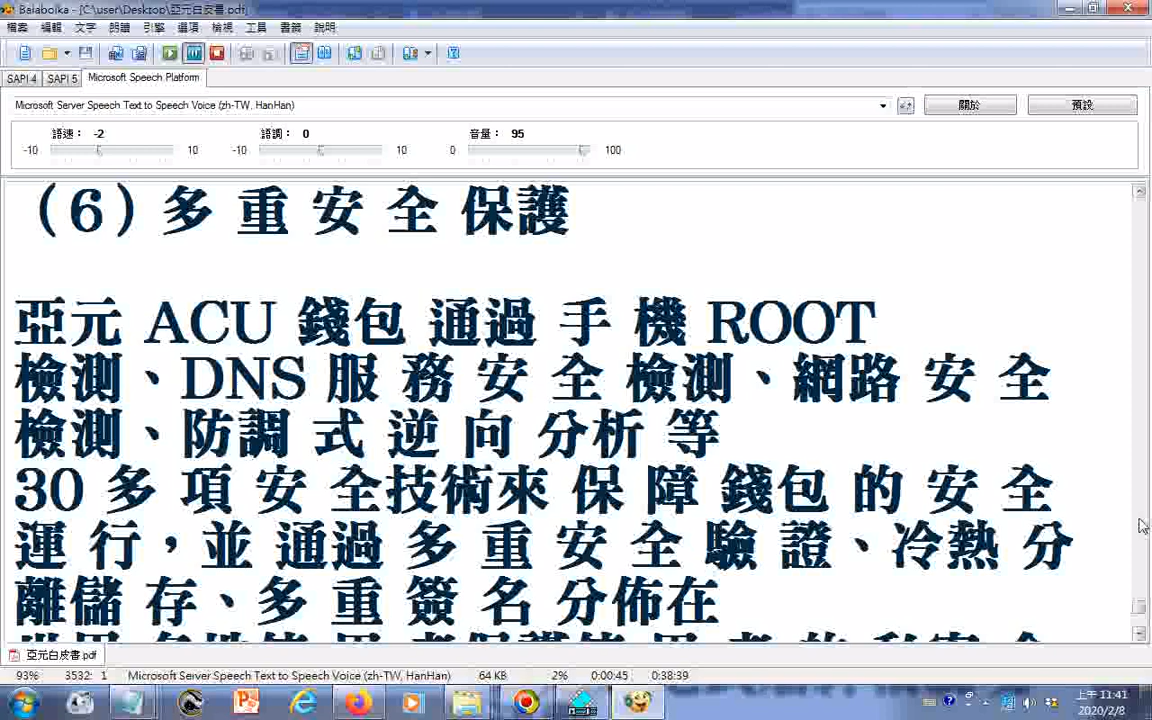 Balabolka - [C:\user\Desktop\亞元白皮書.pdf]
檔案 編輯 文字 朗讀 引擎 選項 檢視 工具 書籤 說明
SAPI 4 SAPI 5 Microsoft Speech Platform
Microsoft Server Speech Text to Speech Voice (zh-TW, HanHan) 關於 預設
語速： -2 語調： 0 音量： 95
-10 10 -10 10 0 100
（6）多 重 安 全 保護
亞元 ACU 錢包 通過 手 機 ROOT
檢測、DNS 服 務 安 全 檢測、網路 安 全
檢測、防調 式 逆 向 分析 等
30 多 項 安 全技術來 保 障 錢包 的 安 全
運 行，並 通過 多 重 安 全 驗 證、冷熱 分
離儲 存、多 重 簽 名 分佈在
亞元白皮書.pdf
93% 3532: 1 Microsoft Server Speech Text to Speech Voice (zh-TW, HanHan) 64 KB 2% 0:00:45 0:38:39
上午 11:41
2020/2/8